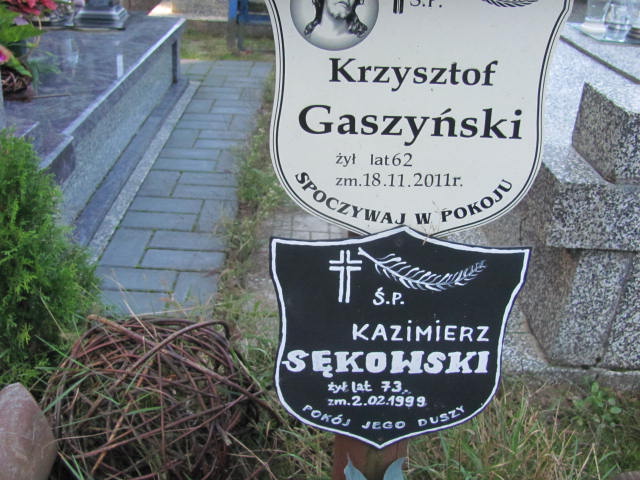 Ś.P.
Krzysztof
Gaszyński
żył lat 62
zm. 18.11.2011r.
SPOCZYWAJ W POKOJU
Ś.P.
KAZIMIERZ
SĘKOWSKI
żył lat 73.
zm. 2.02.1999
POKÓJ JEGO DUSZY